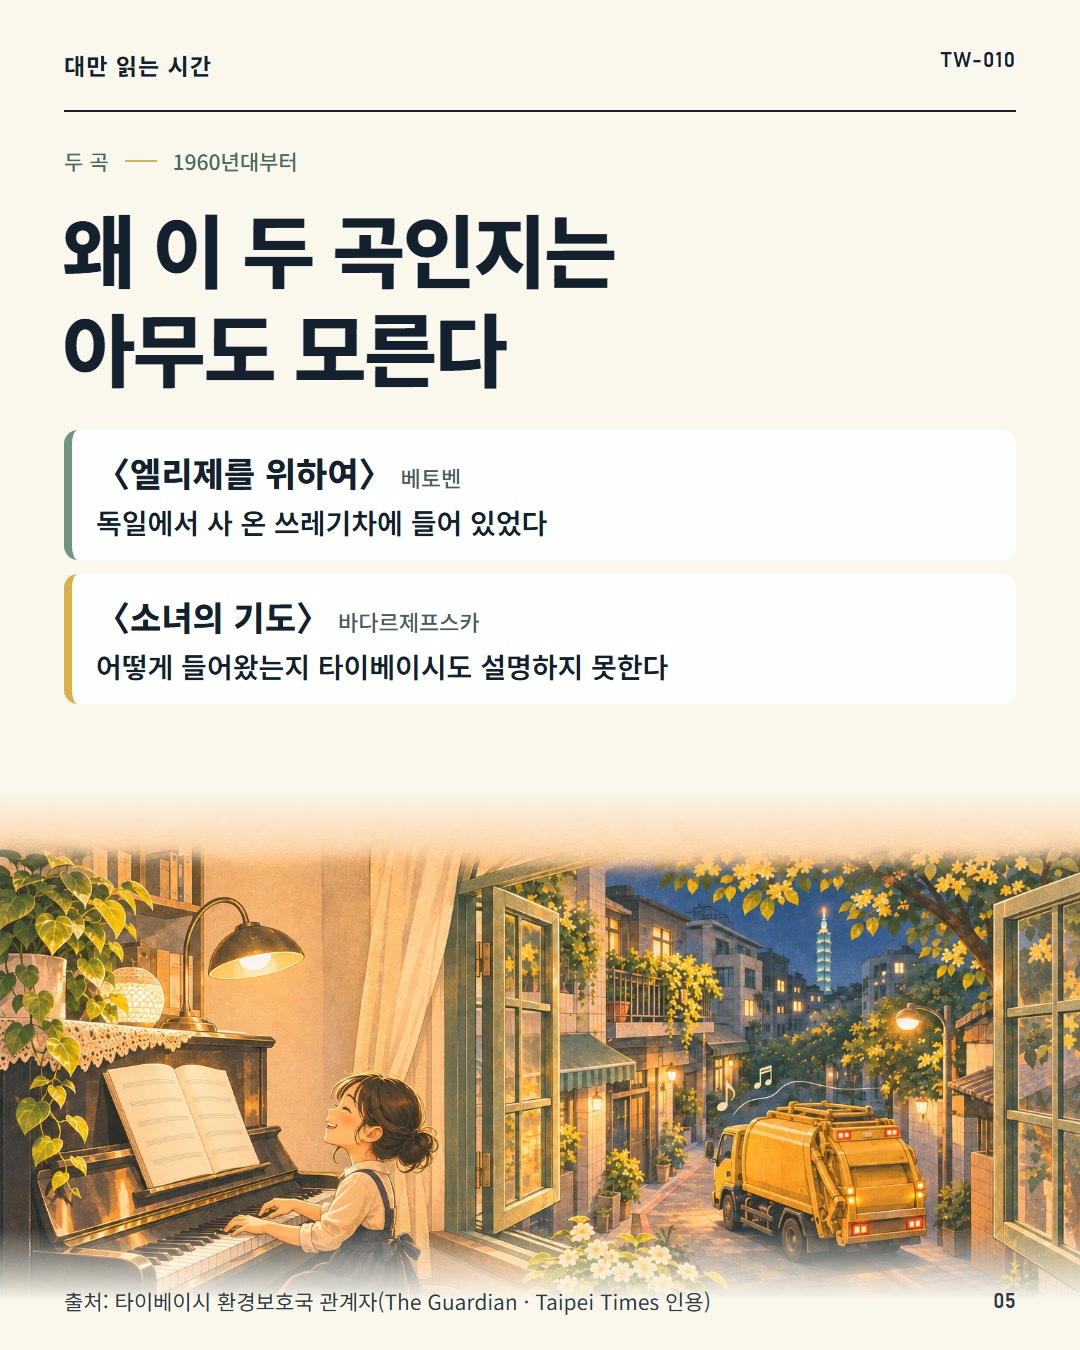 대만 읽는 시간
TW-010
두 곡 — 1960년대부터
왜 이 두 곡인지는
아무도 모른다
〈엘리제를 위하여〉 베토벤
독일에서 사 온 쓰레기차에 들어 있었다
〈소녀의 기도〉 바다르제프스카
어떻게 들어왔는지 타이베이시도 설명하지 못한다
출처: 타이베이시 환경보호국 관계자(The Guardian · Taipei Times 인용)
05